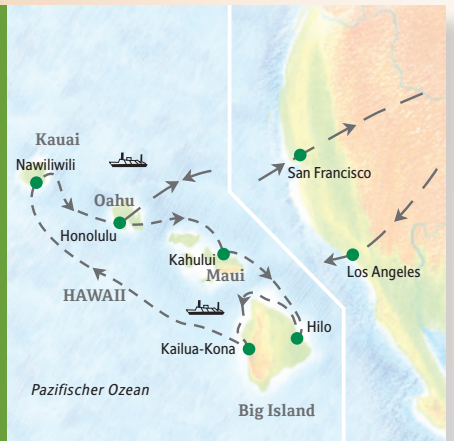 Kauai
Nawiliwili
Oahu
Honolulu
San Francisco
Kahului
Maui
Los Angeles
HAWAII
Hilo
Kailua-Kona
Pazifischer Ozean
Big Island